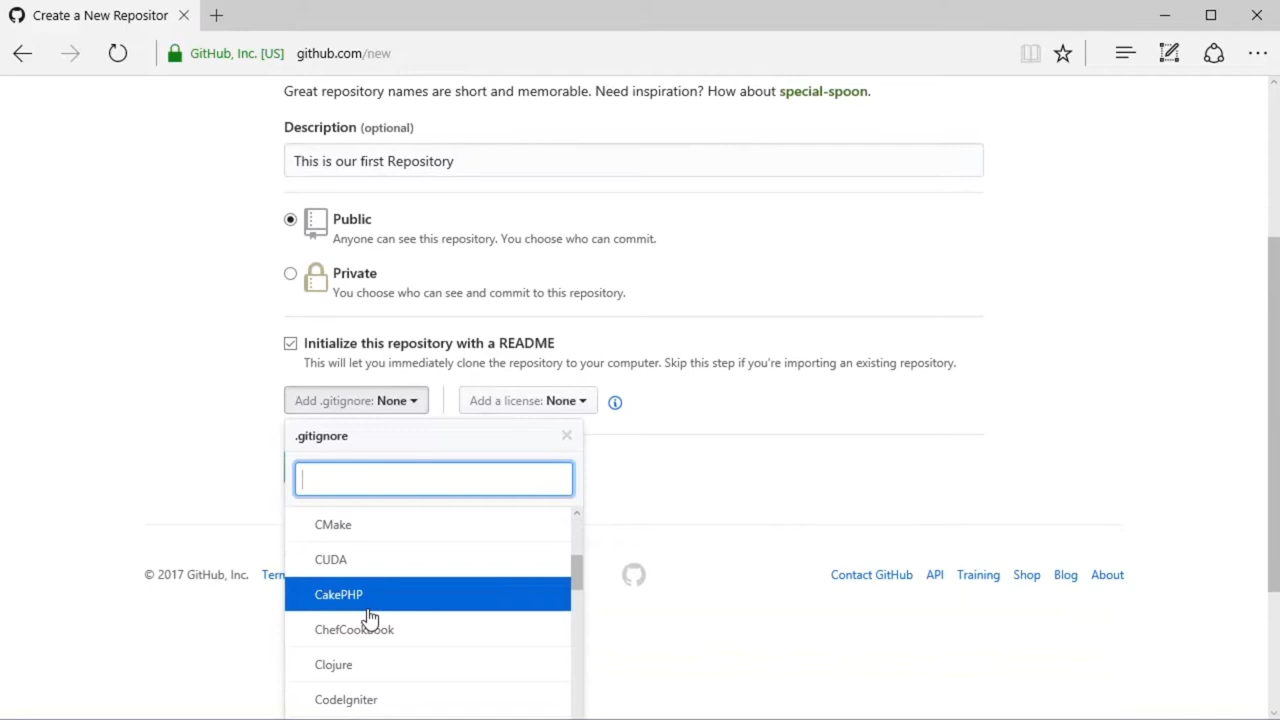 Create a New Repositor
GitHub, Inc. [US] github.com/new
Great repository names are short and memorable. Need inspiration? How about special-spoon.
Description (optional)
This is our first Repository
Public
Anyone can see this repository. You choose who can commit.
Private
You choose who can see and commit to this repository.
Initialize this repository with a README
This will let you immediately clone the repository to your computer. Skip this step if you're importing an existing repository.
Add .gitignore: None Add a license: None
.gitignore
CMake
CUDA
CakePHP
ChefCookbook
Clojure
CodeIgniter
© 2017 GitHub, Inc. Term Contact GitHub API Training Shop Blog About